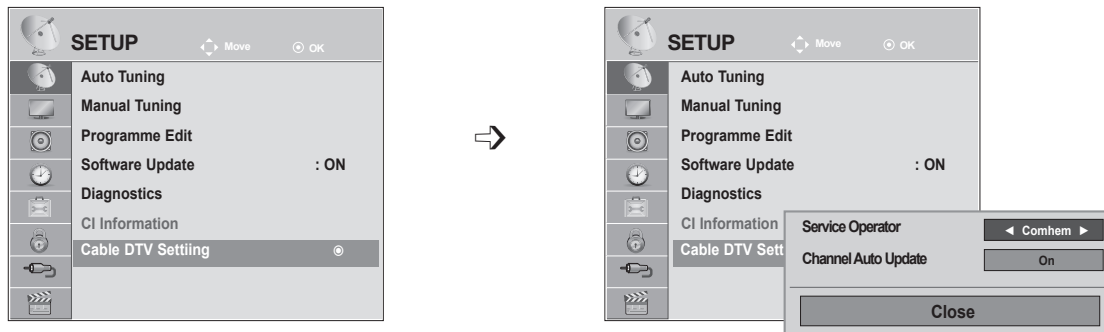 SETUP Move OK
Auto Tuning
Manual Tuning
Programme Edit
Software Update : ON
Diagnostics
CI Information
Cable DTV Settiing
SETUP Move OK
Auto Tuning
Manual Tuning
Programme Edit
Software Update : ON
Diagnostics
CI Information
Cable DTV Sett
Service Operator ◄ Comhem ►
Channel Auto Update On
Close